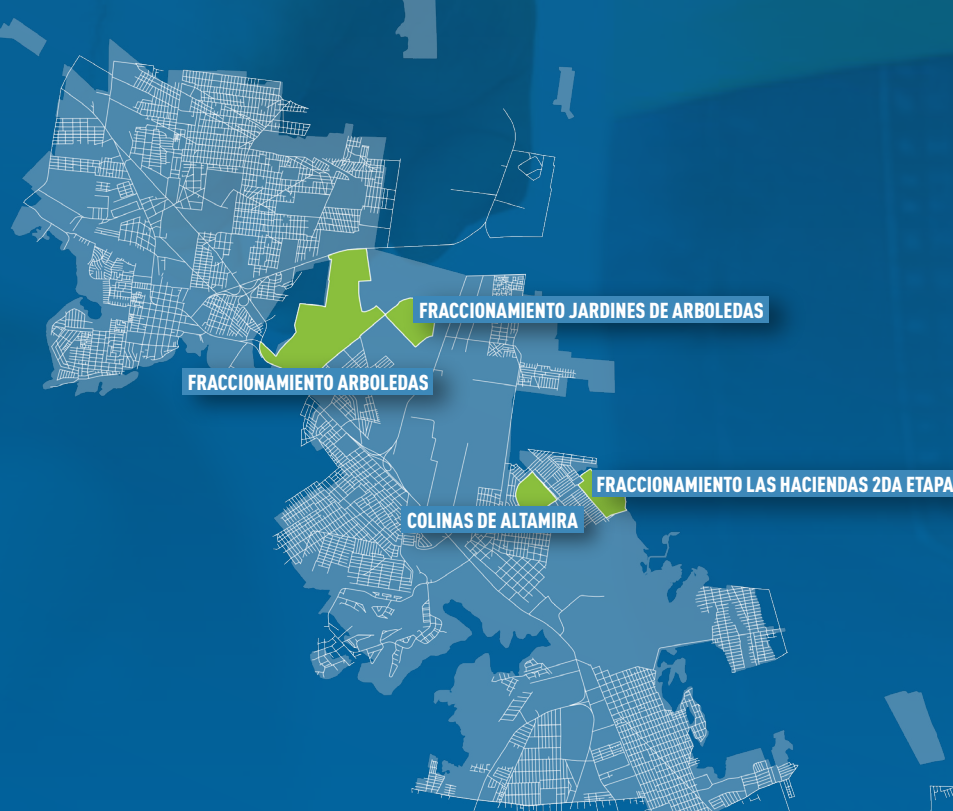 FRACCIONAMIENTO JARDINES DE ARBOLEDAS
FRACCIONAMIENTO ARBOLEDAS
FRACCIONAMIENTO LAS HACIENDAS 2DA ETAPA
COLINAS DE ALTAMIRA